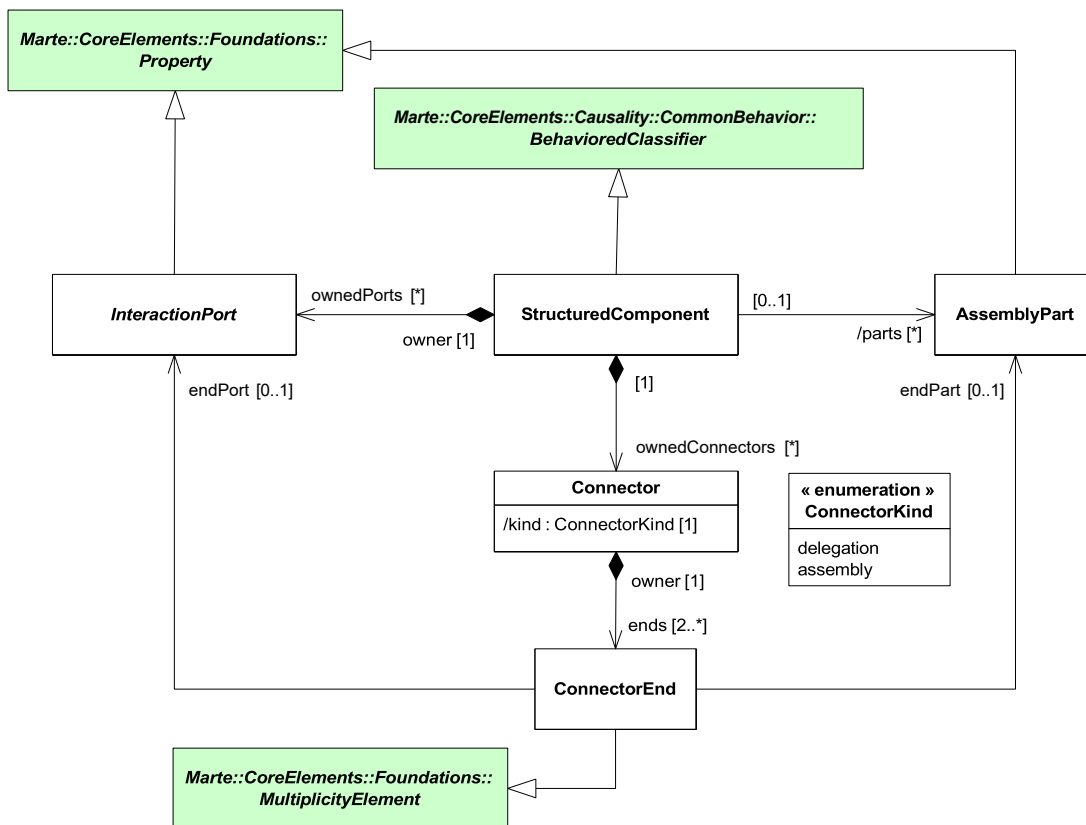 Marte::CoreElements::Foundations::
Property
Marte::CoreElements::Causality::CommonBehavior::
BehavioredClassifier
InteractionPort
ownedPorts [*]
owner [1]
StructuredComponent
[0..1]
/parts [*]
AssemblyPart
endPort [0..1]
[1]
endPart [0..1]
ownedConnectors [*]
Connector
/kind : ConnectorKind [1]
« enumeration »
ConnectorKind
delegation
assembly
owner [1]
ends [2..*]
ConnectorEnd
Marte::CoreElements::Foundations::
MultiplicityElement